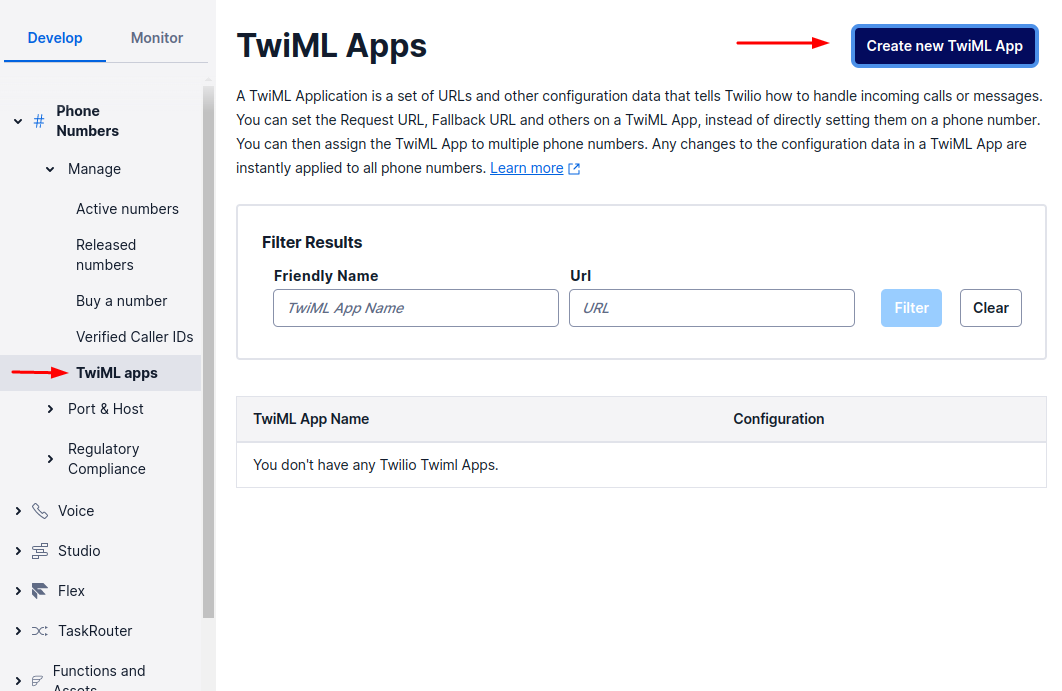 Develop
Monitor
Phone
Numbers
Manage
Active numbers
Released
numbers
Buy a number
Verified Caller IDs
TwiML apps
Port & Host
Regulatory
Compliance
Voice
Studio
Flex
TaskRouter
Functions and
Assets
TwiML Apps
Create new TwiML App
A TwiML Application is a set of URLs and other configuration data that tells Twilio how to handle incoming calls or messages.
You can set the Request URL, Fallback URL and others on a TwiML App, instead of directly setting them on a phone number.
You can then assign the TwiML App to multiple phone numbers. Any changes to the configuration data in a TwiML App are
instantly applied to all phone numbers. Learn more
Filter Results
Friendly Name
Url
TwiML App Name
URL
Filter
Clear
TwiML App Name
Configuration
You don't have any Twilio Twiml Apps.